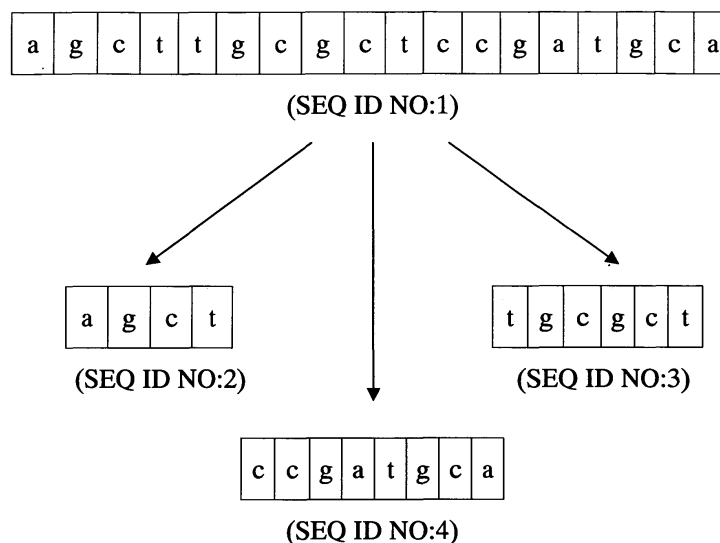 a g c t t g c g c t c c g a t g c a
(SEQ ID NO:1)
a g c t
(SEQ ID NO:2)
t g c g c t
(SEQ ID NO:3)
c c g a t g c a
(SEQ ID NO:4)